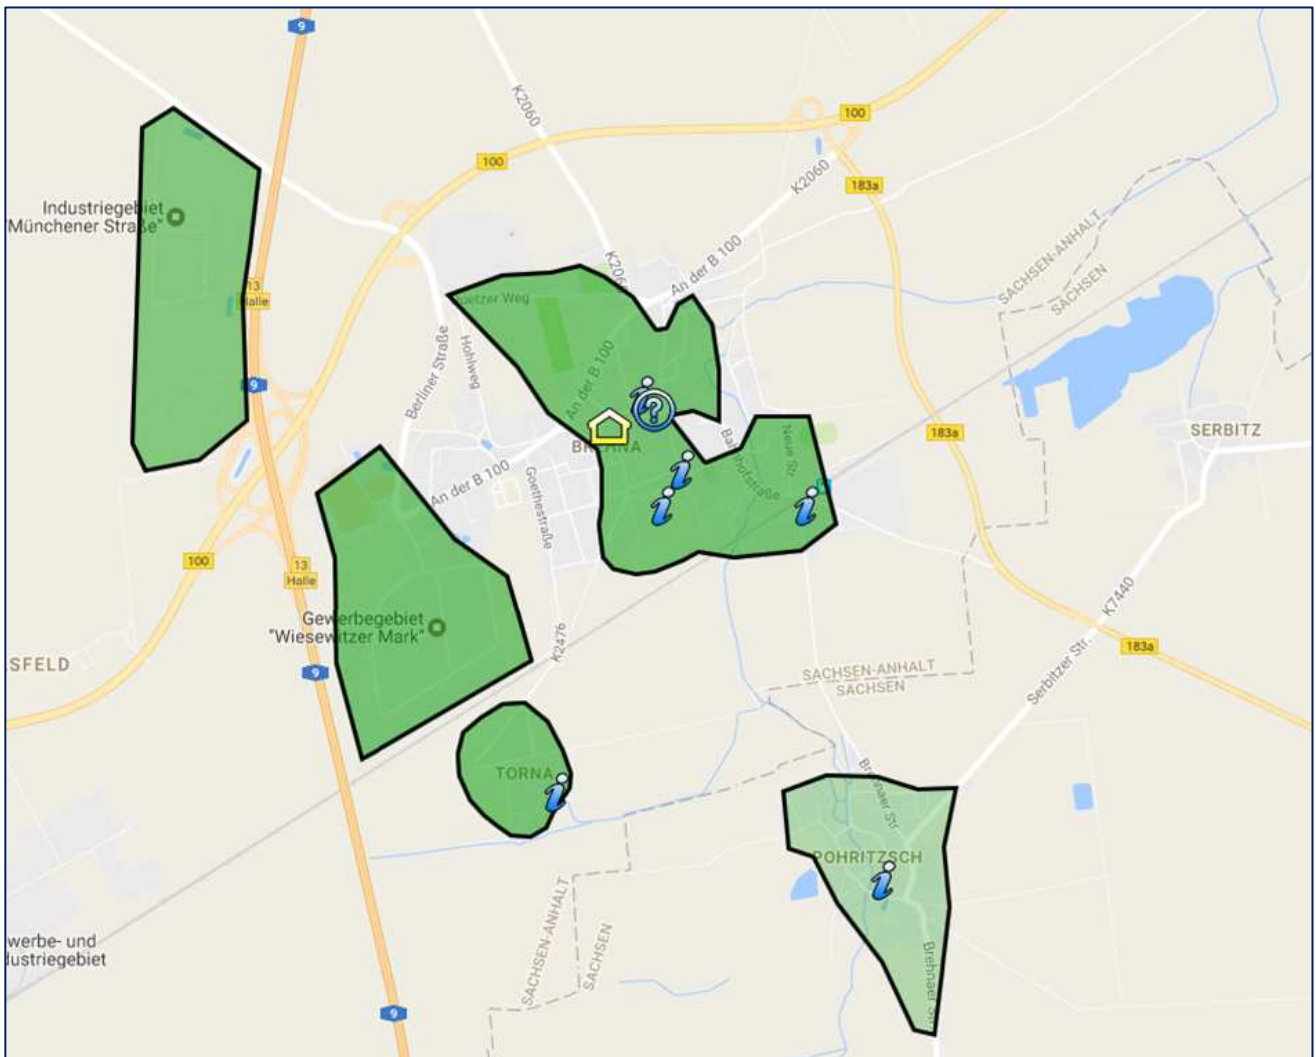 9
K2060
100
100
K2060
183a
Industriegebiet
"Münchener Straße"
SACHSEN-ANHALT
SACHSEN
An der B 100
13
Halle
Hohlweg
Berliner Straße
An der B 100
9
BREHNA
Bahnhofstraße
Neue Str.
183a
SERBITZ
An der B 100
Goethestraße
100
13
Halle
K7440
Gewerbegebiet
"Wiesewitzer Mark"
K2476
183a
SFELD
9
SACHSEN-ANHALT
SACHSEN
Serbitzer Str.
TORNA
Brehnaer Str.
POHRITZSCH
SACHSEN-ANHALT
SACHSEN
werbe- und
dustriegebiet
Brehnaer Str.
9